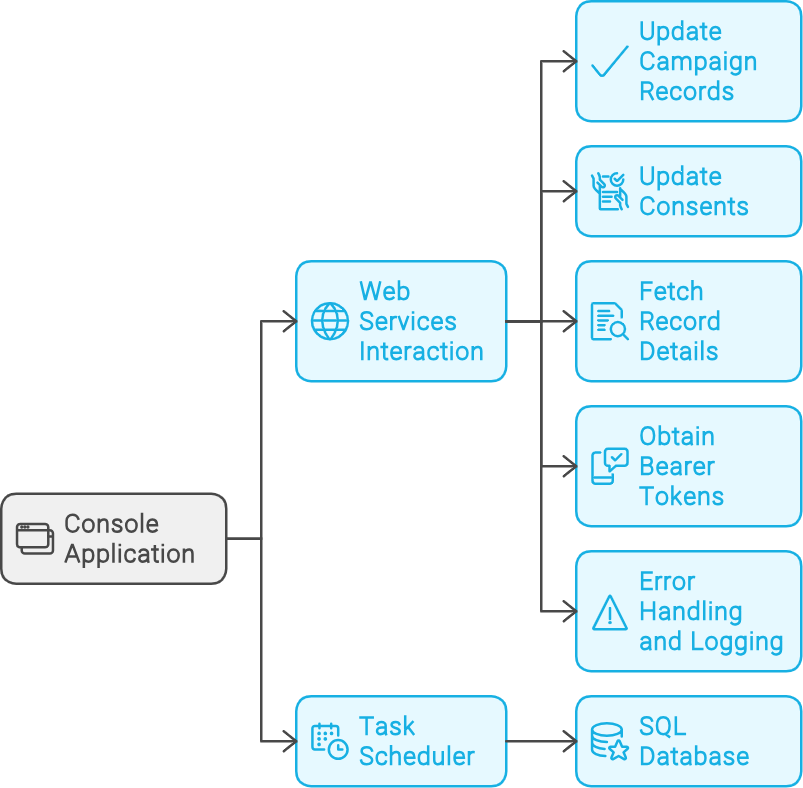 Update
Campaign
Records
Update
Consents
Web
Services
Interaction
Fetch
Record
Details
Obtain
Bearer
Tokens
Console
Application
Error
Handling
and Logging
Task
Scheduler
SQL
Database